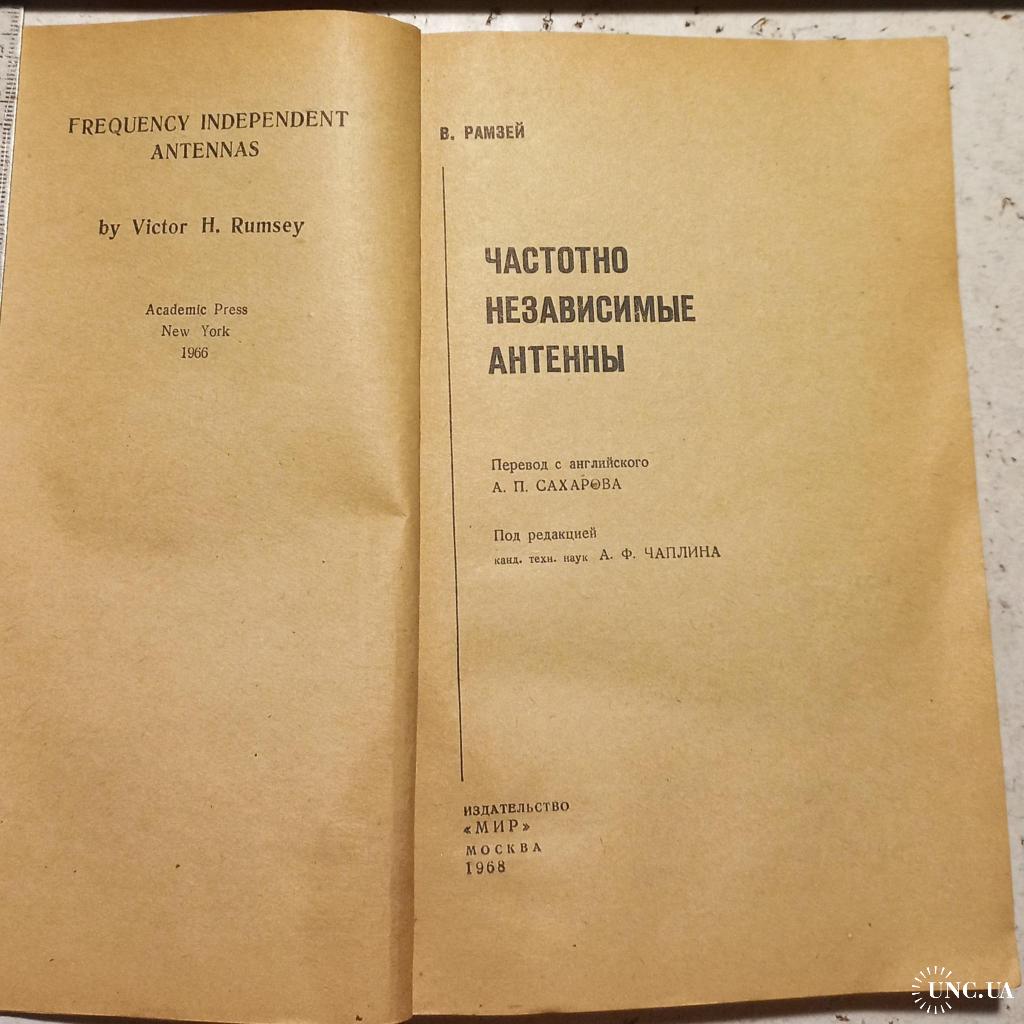 FREQUENCY INDEPENDENT
ANTENNAS
by Victor H. Rumsey
Academic Press
New York
1966
В. РАМЗЕЙ
ЧАСТОТНО
НЕЗАВИСИМЫЕ
АНТЕННЫ
Перевод с английского
А. П. САХАРОВА
Под редакцией
канд. техн. наук А. Ф. ЧАПЛИНА
ИЗДАТЕЛЬСТВО
«МИР»
МОСКВА
1968
UNC.UA